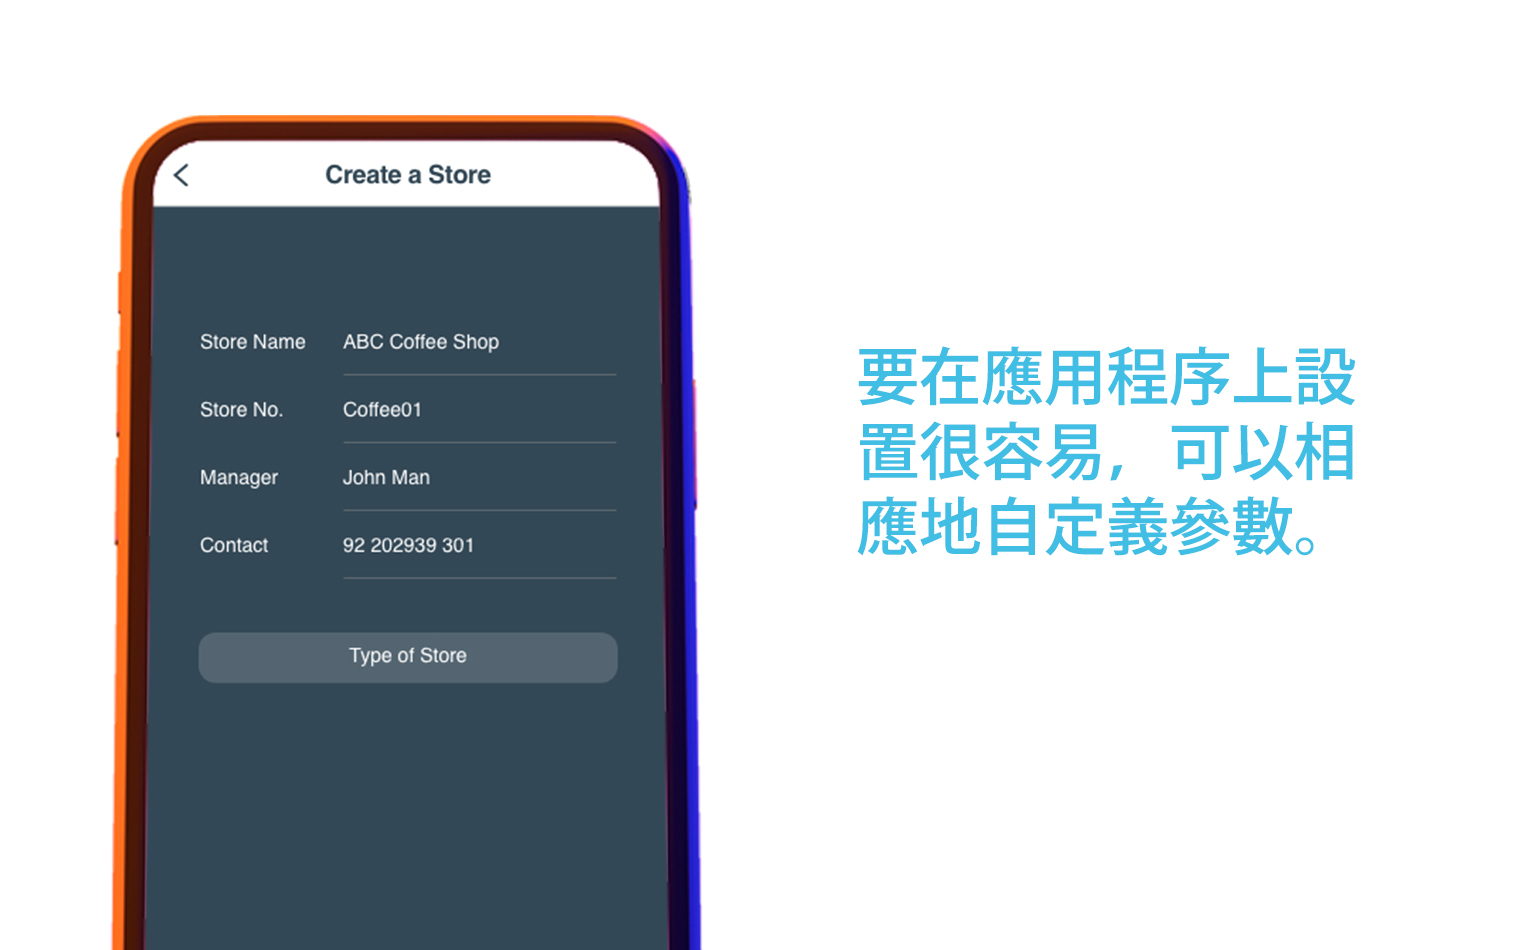 Create a Store
Store Name ABC Coffee Shop
Store No. Coffee01
Manager John Man
Contact 92 202939 301
Type of Store
要在應用程序上設
置很容易，可以相
應地自定義參數。